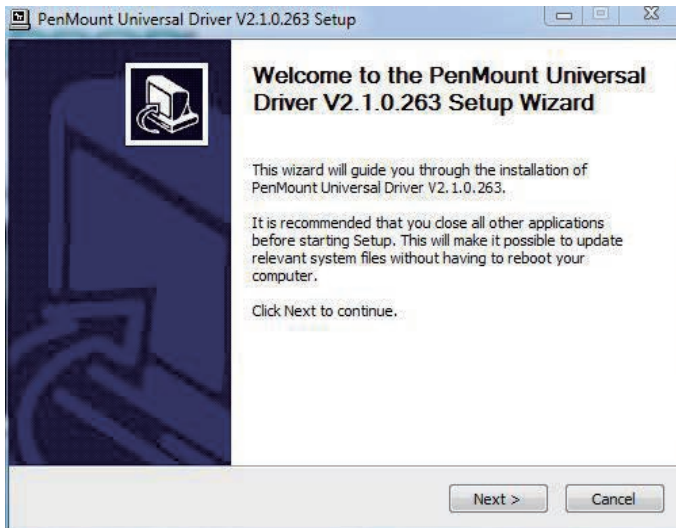 PenMount Universal Driver V2.1.0.263 Setup
Welcome to the PenMount Universal
Driver V2.1.0.263 Setup Wizard
This wizard will guide you through the installation of
PenMount Universal Driver V2.1.0.263.
It is recommended that you close all other applications
before starting Setup. This will make it possible to update
relevant system files without having to reboot your
computer.
Click Next to continue.
Next >
Cancel